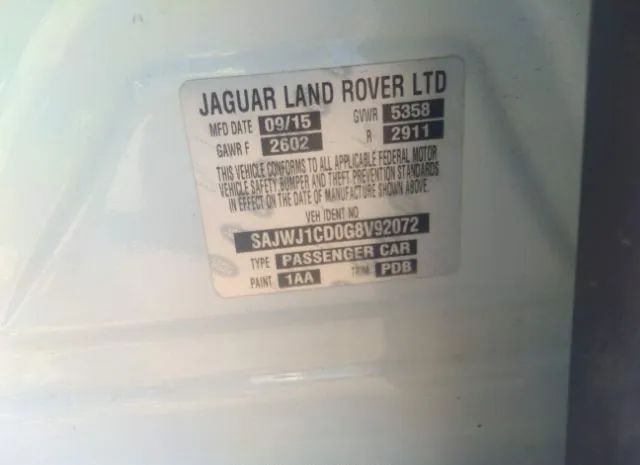 JAGUAR LAND ROVER LTD
MFD DATE 09/15 GVWR 5358
GAWR F 2602 R 2911
THIS VEHICLE CONFORMS TO ALL APPLICABLE FEDERAL MOTOR
VEHICLE SAFETY BUMPER AND THEFT PREVENTION STANDARDS
IN EFFECT ON THE DATE OF MANUFACTURE SHOWN ABOVE.
VEH IDENT NO
SAJWJ1CD0G8V92072
TYPE PASSENGER CAR
PAINT 1AA TRIM PDB